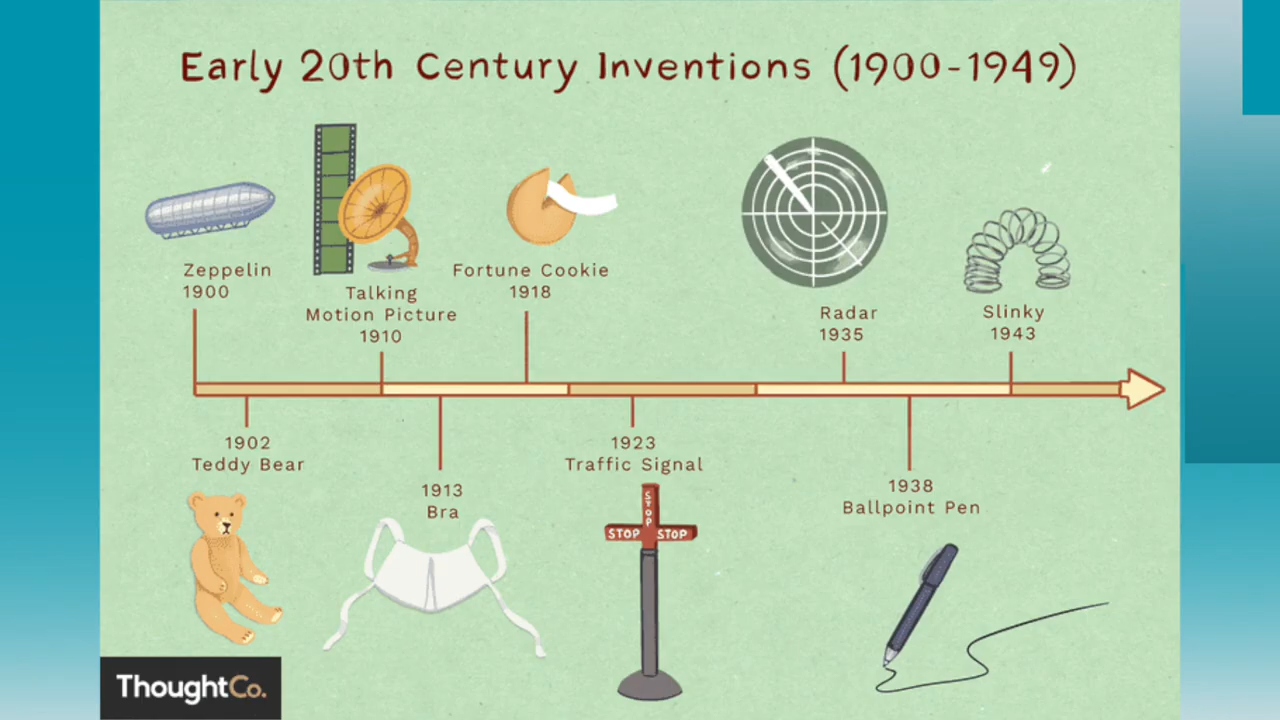 Early 20th Century Inventions (1900-1949)
Zeppelin
1900
Talking
Motion Picture
1910
Fortune Cookie
1918
Radar
1935
Slinky
1943
1902
Teddy Bear
1913
Bra
1923
Traffic Signal
STOP
STOP
STOP
1938
Ballpoint Pen
ThoughtCo.